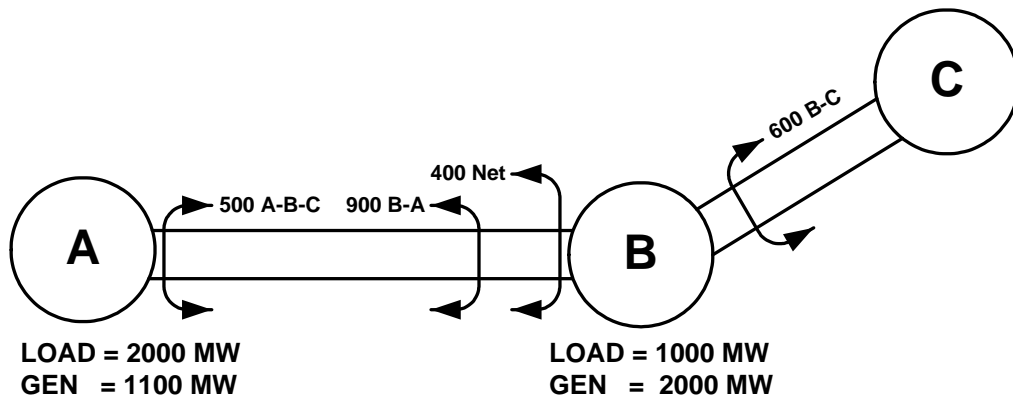 C
600 B-C
400 Net
500 A-B-C 900 B-A
A
B
LOAD = 2000 MW
GEN = 1100 MW
LOAD = 1000 MW
GEN = 2000 MW